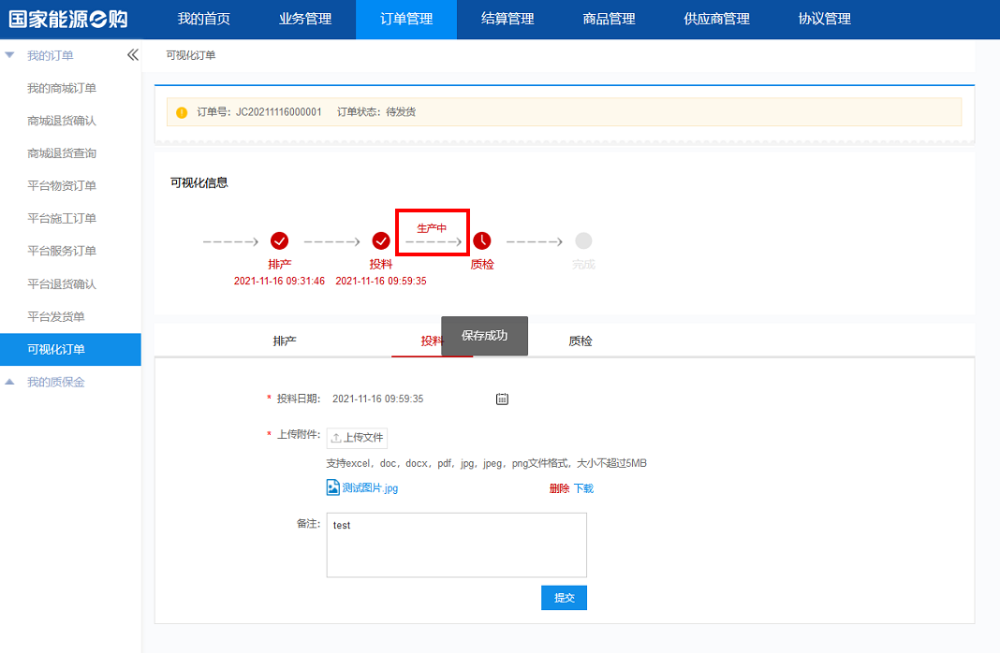 国家能源e购
我的首页 业务管理 订单管理 结算管理 商品管理 供应商管理 协议管理
我的订单
可视化订单
我的商城订单
商城退货确认
商城退货查询
平台物资订单
平台施工订单
平台服务订单
平台退货确认
平台发货单
可视化订单
我的质保金
订单号：JC20211116000001 订单状态：待发货
可视化信息
生产中
排产 投料 质检 完成
2021-11-16 09:31:46 2021-11-16 09:59:35
排产 投料 质检
保存成功
* 投料日期: 2021-11-16 09:59:35
* 上传附件: 上传文件
支持excel，doc，docx，pdf，jpg，jpeg，png文件格式，大小不超过5MB
测试图片.jpg 删除 下载
备注: test
提交